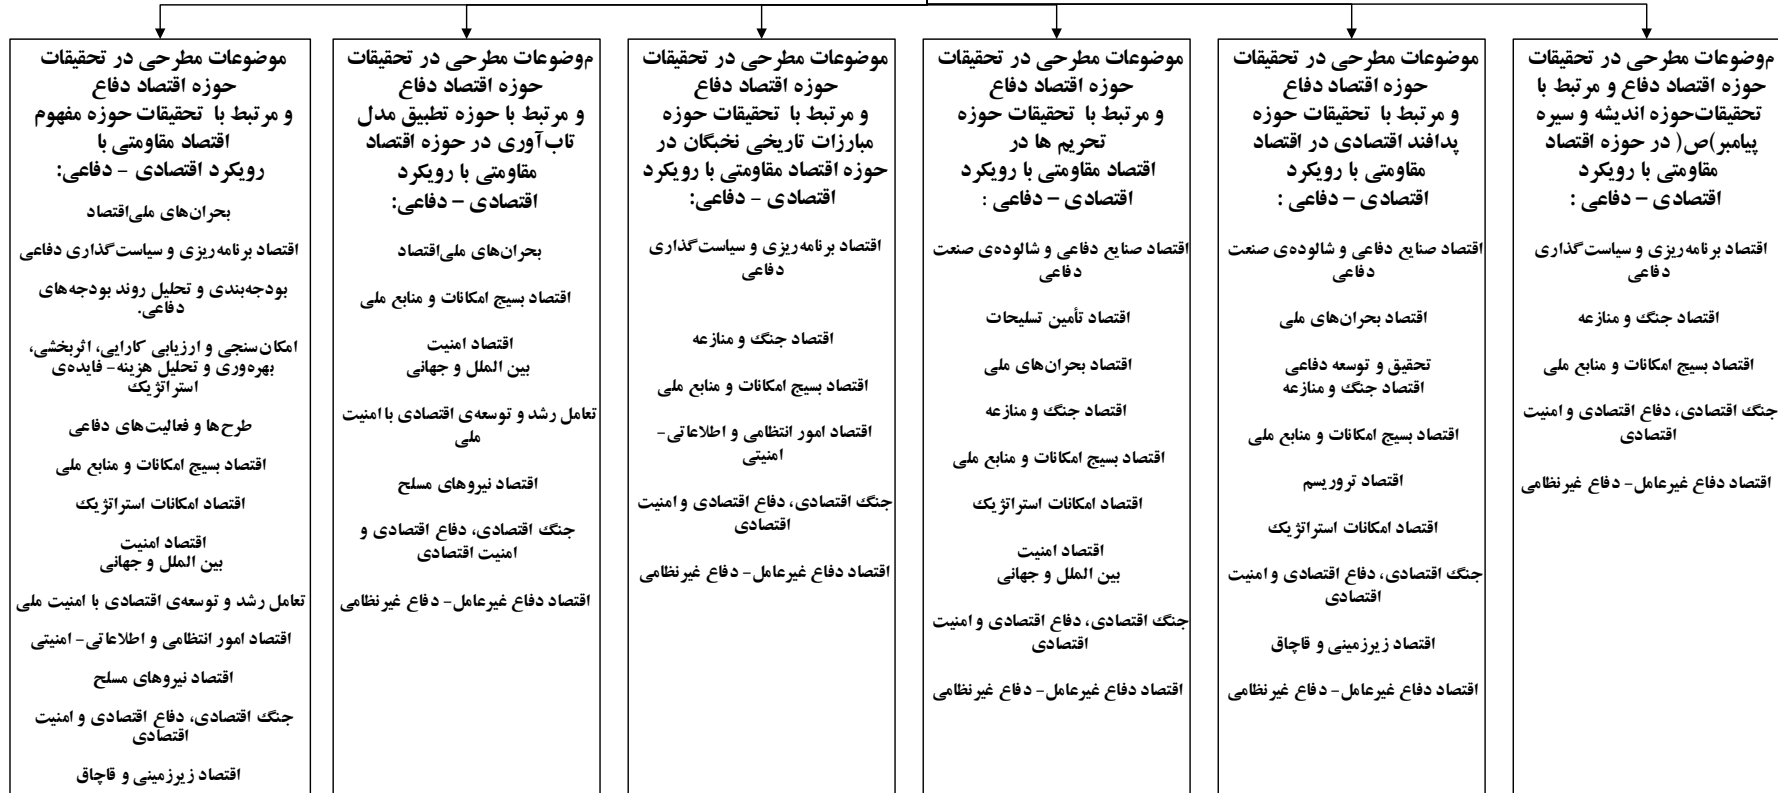 موضوعات مطرحی در تحقیقات
حوزه اقتصاد دفاع و مرتبط با
تحقیقات‌حوزه اندیشه و سیره
پیامبر)ص( در حوزه اقتصاد
مقاومتی با رویکرد
اقتصادی – دفاعی :
اقتصاد برنامه‌ریزی و سیاست‌گذاری
دفاعی
اقتصاد جنگ و منازعه
اقتصاد بسیج امکانات و منابع ملی
جنگ اقتصادی، دفاع اقتصادی و امنیت
اقتصادی
اقتصاد دفاع غیرعامل- دفاع غیرنظامی
موضوعات مطرحی در تحقیقات
حوزه اقتصاد دفاع
و مرتبط با تحقیقات حوزه
پدافند اقتصادی در اقتصاد
مقاومتی با رویکرد
اقتصادی – دفاعی :
اقتصاد صنایع دفاعی و شالوده‌ی صنعت
دفاعی
اقتصاد بحران‌های ملی
تحقیق و توسعه دفاعی
اقتصاد جنگ و منازعه
اقتصاد بسیج امکانات و منابع ملی
اقتصاد تروریسم
اقتصاد امکانات استراتژیک
جنگ اقتصادی، دفاع اقتصادی و امنیت
اقتصادی
اقتصاد زیرزمینی و قاچاق
اقتصاد دفاع غیرعامل- دفاع غیرنظامی
موضوعات مطرحی در تحقیقات
حوزه اقتصاد دفاع
و مرتبط با تحقیقات حوزه
تحریم ها در
اقتصاد مقاومتی با رویکرد
اقتصادی – دفاعی :
اقتصاد صنایع دفاعی و شالوده‌ی صنعت
دفاعی
اقتصاد تأمین تسلیحات
اقتصاد بحران‌های ملی
اقتصاد جنگ و منازعه
اقتصاد بسیج امکانات و منابع ملی
اقتصاد امکانات استراتژیک
اقتصاد امنیت
بین الملل و جهانی
جنگ اقتصادی، دفاع اقتصادی و امنیت
اقتصادی
اقتصاد دفاع غیرعامل- دفاع غیرنظامی
موضوعات مطرحی در تحقیقات
حوزه اقتصاد دفاع
و مرتبط با تحقیقات حوزه
مبارزات تاریخی نخبگان در
حوزه اقتصاد مقاومتی با رویکرد
اقتصادی - دفاعی:
اقتصاد برنامه‌ریزی و سیاست‌گذاری
دفاعی
اقتصاد جنگ و منازعه
اقتصاد بسیج امکانات و منابع ملی
اقتصاد امور انتظامی و اطلاعاتی-
امنیتی
جنگ اقتصادی، دفاع اقتصادی و امنیت
اقتصادی
اقتصاد دفاع غیرعامل- دفاع غیرنظامی
موضوعات مطرحی در تحقیقات
حوزه اقتصاد دفاع
و مرتبط با حوزه تطبیق مدل
تاب‌آوری در حوزه اقتصاد
مقاومتی با رویکرد
اقتصادی – دفاعی:
بحران‌های ملی‌اقتصاد
اقتصاد بسیج امکانات و منابع ملی
اقتصاد امنیت
بین الملل و جهانی
تعامل رشد و توسعه‌ی اقتصادی با امنیت
ملی
اقتصاد نیروهای مسلح
جنگ اقتصادی، دفاع اقتصادی و
امنیت اقتصادی
اقتصاد دفاع غیرعامل- دفاع غیرنظامی
موضوعات مطرحی در تحقیقات
حوزه اقتصاد دفاع
و مرتبط با تحقیقات حوزه مفهوم
اقتصاد مقاومتی با
رویکرد اقتصادی - دفاعی:
بحران‌های ملی‌اقتصاد
اقتصاد برنامه‌ریزی و سیاست‌گذاری دفاعی
بودجه‌بندی و تحلیل روند بودجه‌های
دفاعی.
امکان‌سنجی و ارزیابی کارایی، اثربخشی،
بهره‌وری و تحلیل هزینه- فایده‌ی
استراتژیک
طرح‌ها و فعالیت‌های دفاعی
اقتصاد بسیج امکانات و منابع ملی
اقتصاد امکانات استراتژیک
اقتصاد امنیت
بین الملل و جهانی
تعامل رشد و توسعه‌ی اقتصادی با امنیت ملی
اقتصاد امور انتظامی و اطلاعاتی- امنیتی
اقتصاد نیروهای مسلح
جنگ اقتصادی، دفاع اقتصادی و امنیت
اقتصادی
اقتصاد زیرزمینی و قاچاق